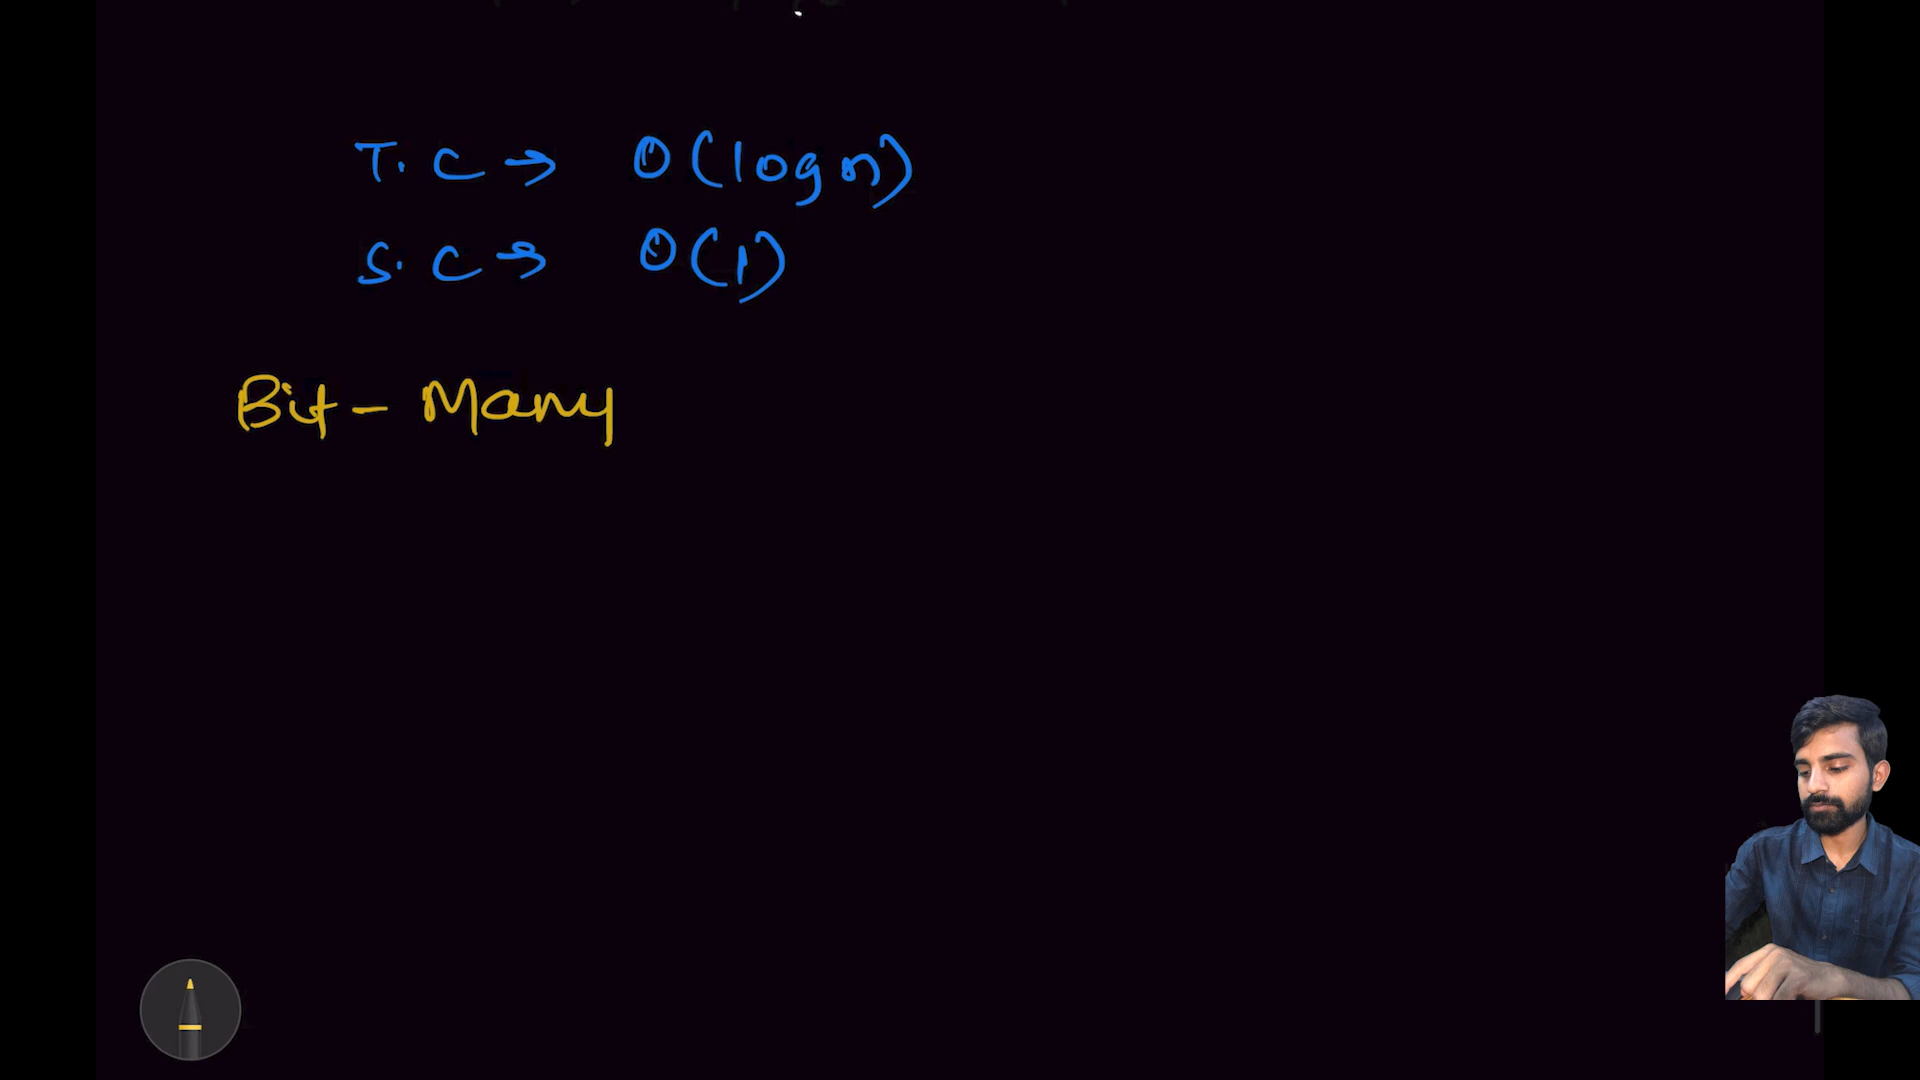 T.C → O(log n)
S.C → O(1)
Bit - Many